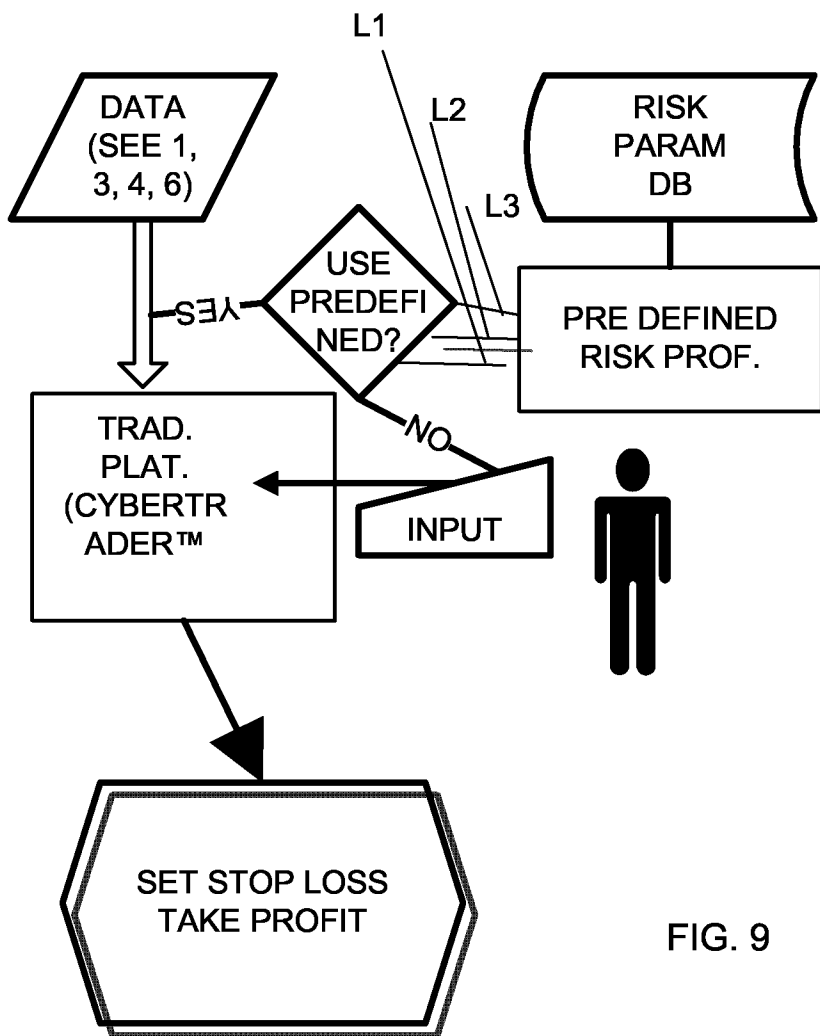 L1
DATA
(SEE 1,
3, 4, 6)
L2
RISK
PARAM
DB
L3
USE
PREDEFI
NED?
YES
PRE DEFINED
RISK PROF.
NO
TRAD.
PLAT.
(CYBERTR
ADER™
INPUT
SET STOP LOSS
TAKE PROFIT
FIG. 9